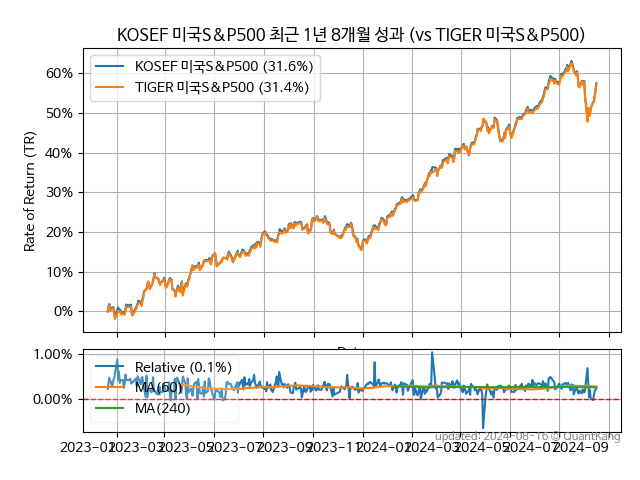 KOSEF 미국S&P500 최근 1년 8개월 성과 (vs TIGER 미국S&P500)
KOSEF 미국S&P500 (31.6%)
TIGER 미국S&P500 (31.4%)
Rate of Return (TR)
60%
50%
40%
30%
20%
10%
0%
1.00%
0.00%
Relative (0.1%)
MA(60)
MA(240)
2023-01 2023-03 2023-05 2023-07 2023-09 2023-11 2024-01 2024-03 2024-05 2024-07 2024-09
updated: 2024-08-16 © QuantKang